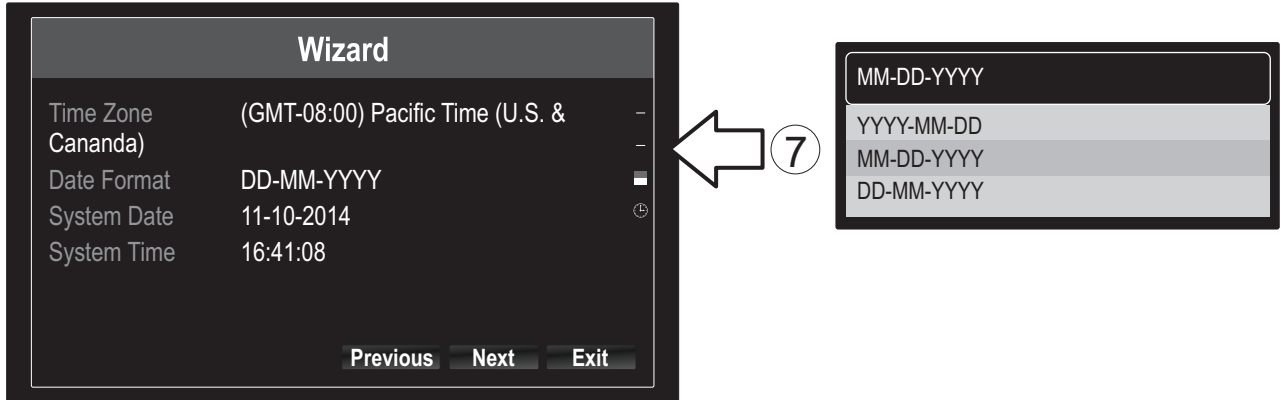 Wizard
Time Zone (GMT-08:00) Pacific Time (U.S. &
Cananda)
Date Format DD-MM-YYYY
System Date 11-10-2014
System Time 16:41:08
Previous Next Exit
7
MM-DD-YYYY
YYYY-MM-DD
MM-DD-YYYY
DD-MM-YYYY